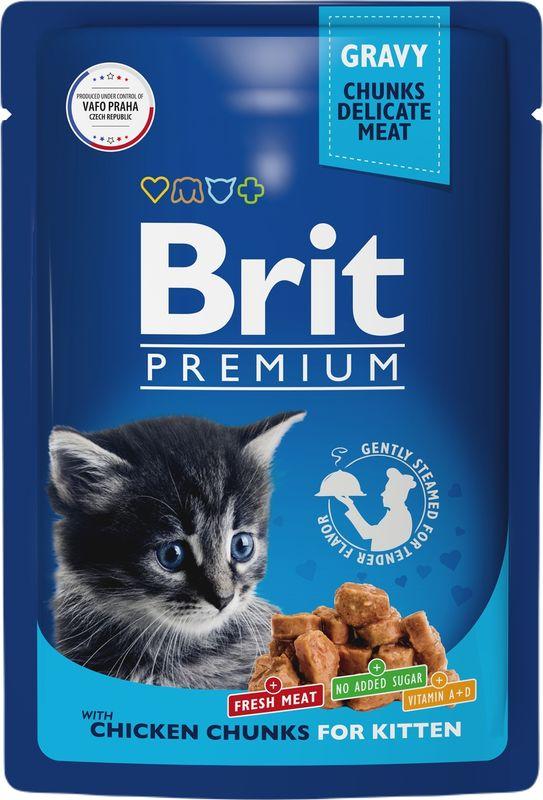 GRAVY
CHUNKS
DELICATE
MEAT
PRODUCED UNDER CONTROL OF
VAFO PRAHA
CZECH REPUBLIC
Brit
PREMIUM
GENTLY STEAMED FOR TENDER FLAVOR
+ FRESH MEAT
+ NO ADDED SUGAR
+ VITAMIN A+D
WITH
CHICKEN CHUNKS FOR KITTEN